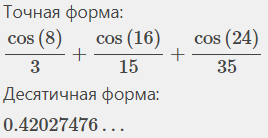 Точная форма:
cos (8)/3 + cos (16)/15 + cos (24)/35
Десятичная форма:
0.42027476…